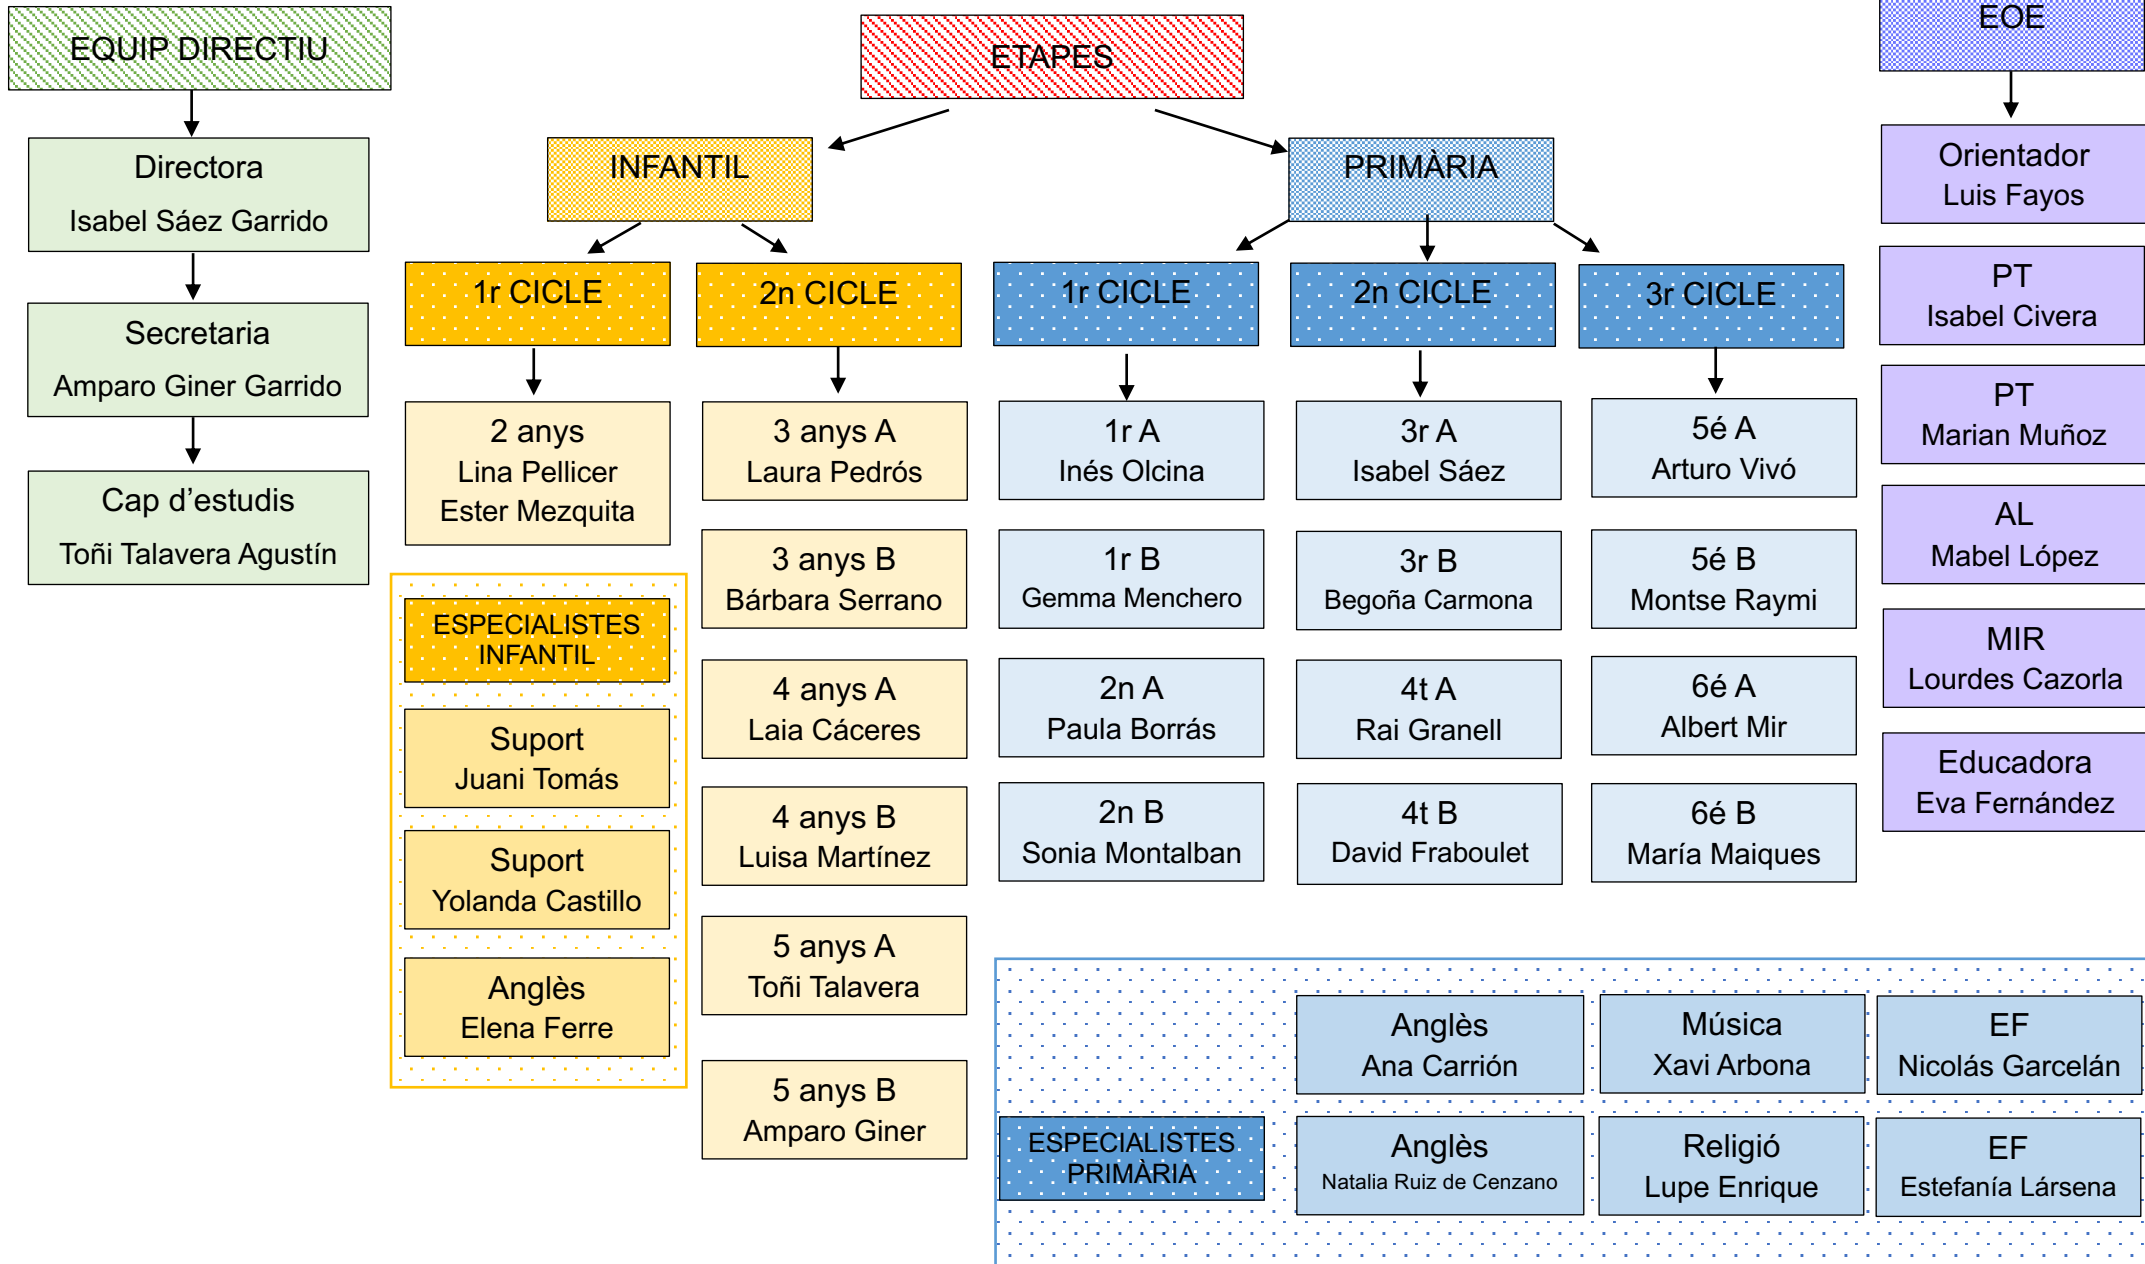 EQUIP DIRECTIU
Directora
Isabel Sáez Garrido
Secretaria
Amparo Giner Garrido
Cap d’estudis
Toñi Talavera Agustín
ETAPES
INFANTIL
1r CICLE
2 anys
Lina Pellicer
Ester Mezquita
ESPECIALISTES
INFANTIL
Suport
Juani Tomás
Suport
Yolanda Castillo
Anglès
Elena Ferre
2n CICLE
3 anys A
Laura Pedrós
3 anys B
Bárbara Serrano
4 anys A
Laia Cáceres
4 anys B
Luisa Martínez
5 anys A
Toñi Talavera
5 anys B
Amparo Giner
PRIMÀRIA
1r CICLE
1r A
Inés Olcina
1r B
Gemma Menchero
2n A
Paula Borrás
2n B
Sonia Montalban
2n CICLE
3r A
Isabel Sáez
3r B
Begoña Carmona
4t A
Rai Granell
4t B
David Fraboulet
3r CICLE
5é A
Arturo Vivó
5é B
Montse Raymi
6é A
Albert Mir
6é B
María Maiques
ESPECIALISTES
PRIMÀRIA
Anglès
Ana Carrión
Música
Xavi Arbona
EF
Nicolás Garcelán
Anglès
Natalia Ruiz de Cenzano
Religió
Lupe Enrique
EF
Estefanía Lársena
EOE
Orientador
Luis Fayos
PT
Isabel Civera
PT
Marian Muñoz
AL
Mabel López
MIR
Lourdes Cazorla
Educadora
Eva Fernández